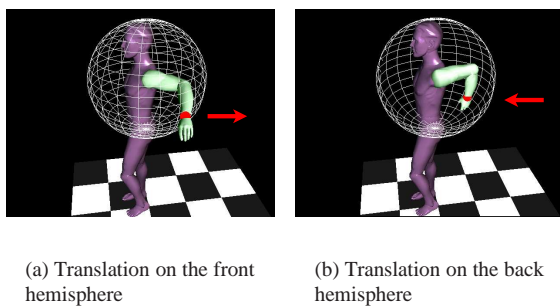 (a) Translation on the front
hemisphere
(b) Translation on the back
hemisphere